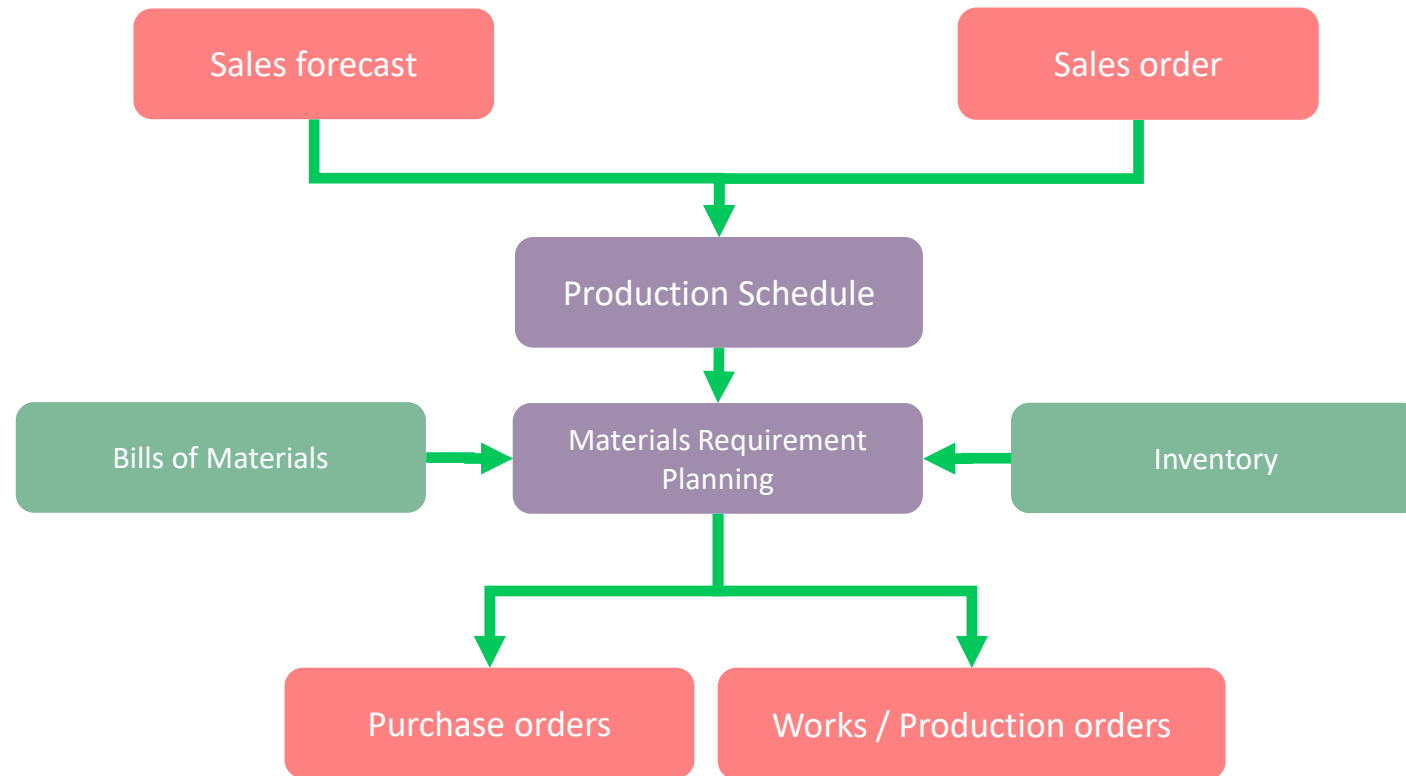 Sales forecast
Sales order
Production Schedule
Bills of Materials
Materials Requirement
Planning
Inventory
Purchase orders
Works / Production orders